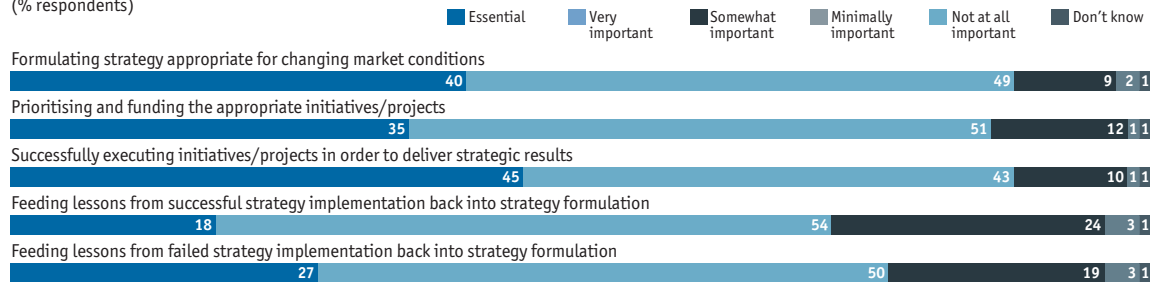 (% respondents)
Essential Very important Somewhat important Minimally important Not at all important Don't know
Formulating strategy appropriate for changing market conditions
40 49 9 2 1
Prioritising and funding the appropriate initiatives/projects
35 51 12 1 1
Successfully executing initiatives/projects in order to deliver strategic results
45 43 10 1 1
Feeding lessons from successful strategy implementation back into strategy formulation
18 54 24 3 1
Feeding lessons from failed strategy implementation back into strategy formulation
27 50 19 3 1